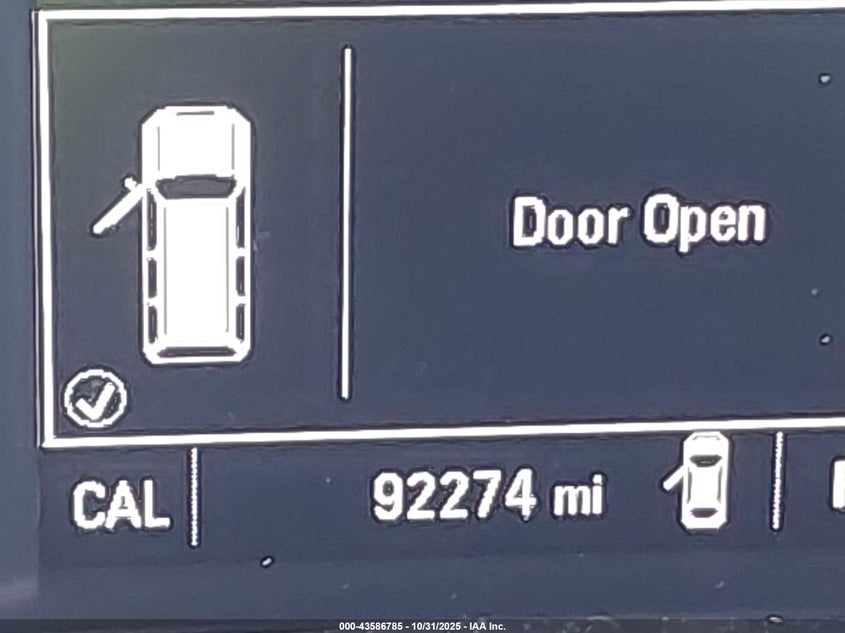 Door Open
CAL 92274 mi
000-43586785 - 10/31/2025 - IAA Inc.